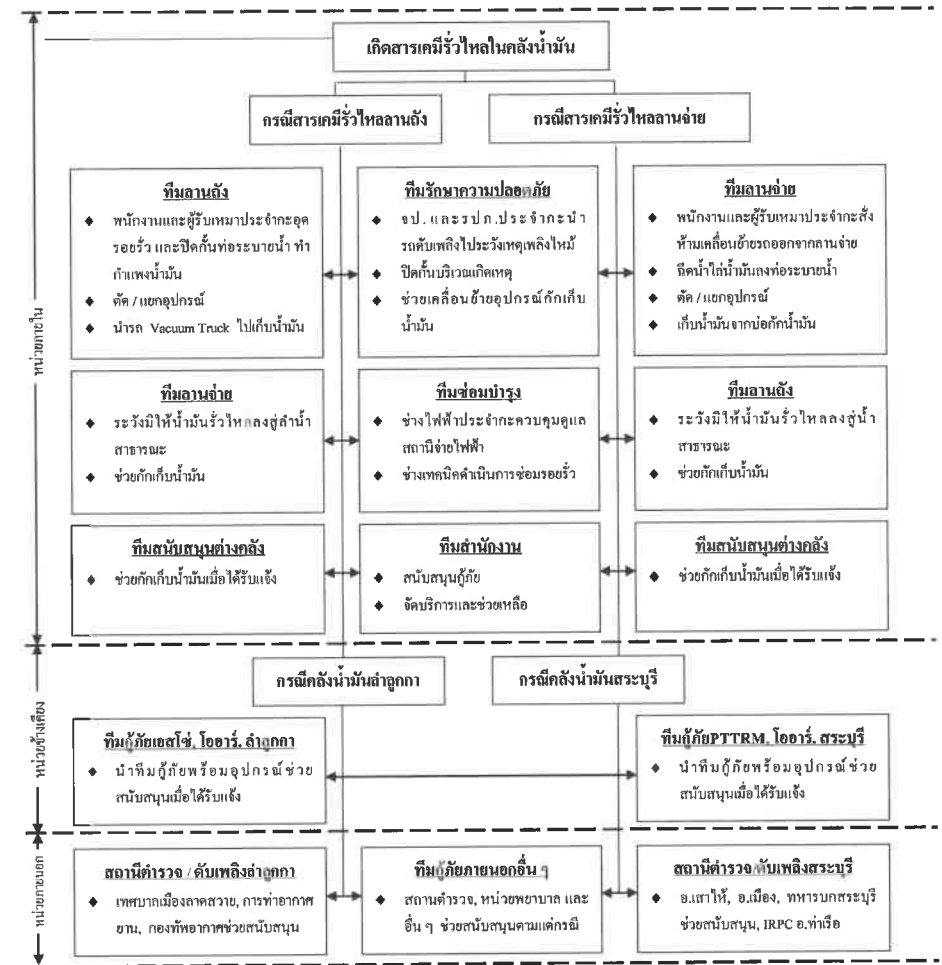 เกิดสารเคมีรั่วไหลในคลังน้ำมัน
กรณีสารเคมีรั่วไหลลานถัง
กรณีสารเคมีรั่วไหลลานจ่าย
หน่วยภายใน
ทีมลานถัง
◆ พนักงานและผู้รับเหมาประจำกะอุด
รอยรั่ว และปิดกั้นท่อระบายน้ำ ทำ
กำแพงน้ำมัน
◆ ตัด / แยกอุปกรณ์
◆ นำรถ Vacuum Truck ไปเก็บน้ำมัน
ทีมรักษาความปลอดภัย
◆ จป. และรปภ.ประจำกะนำ
รถดับเพลิงไประวังเหตุเพลิงไหม้
◆ ปิดกั้นบริเวณเกิดเหตุ
◆ ช่วยเคลื่อนย้ายอุปกรณ์กักเก็บ
น้ำมัน
ทีมลานจ่าย
◆ พนักงานและผู้รับเหมาประจำกะสั่ง
ห้ามเคลื่อนย้ายรถออกจากลานจ่าย
◆ ฉีดน้ำไล่น้ำมันลงท่อระบายน้ำ
◆ ตัด / แยกอุปกรณ์
◆ เก็บน้ำมันจากบ่อกักน้ำมัน
ทีมลานจ่าย
◆ ระวังมิให้น้ำมันรั่วไหลลงสู่ลำน้ำ
สาธารณะ
◆ ช่วยกักเก็บน้ำมัน
ทีมซ่อมบำรุง
◆ ช่างไฟฟ้าประจำกะควบคุมดูแล
สถานีจ่ายไฟฟ้า
◆ ช่างเทคนิคดำเนินการซ่อมรอยรั่ว
ทีมลานถัง
◆ ระวังมิให้น้ำมันรั่วไหลลงสู่น้ำ
สาธารณะ
◆ ช่วยกักเก็บน้ำมัน
ทีมสนับสนุนต่างคลัง
◆ ช่วยกักเก็บน้ำมันเมื่อได้รับแจ้ง
ทีมสำนักงาน
◆ สนับสนุนกู้ภัย
◆ จัดบริการและช่วยเหลือ
ทีมสนับสนุนต่างคลัง
◆ ช่วยกักเก็บน้ำมันเมื่อได้รับแจ้ง
หน่วยข้างเคียง
กรณีคลังน้ำมันลำลูกกา
กรณีคลังน้ำมันสระบุรี
ทีมกู้ภัยเอสโซ่, โออาร์. ลำลูกกา
◆ นำทีมกู้ภัยพร้อมอุปกรณ์ช่วย
สนับสนุนเมื่อได้รับแจ้ง
ทีมกู้ภัยPTTRM, โออาร์. สระบุรี
◆ นำทีมกู้ภัยพร้อมอุปกรณ์ช่วย
สนับสนุนเมื่อได้รับแจ้ง
หน่วยภายนอก
สถานีตำรวจ / ดับเพลิงลำลูกกา
◆ เทศบาลเมืองลาดสวาย, การท่าอากาศ
ยาน, กองทัพอากาศช่วยสนับสนุน
ทีมกู้ภัยภายนอกอื่น ๆ
◆ สถานตำรวจ, หน่วยพยาบาล และ
อื่น ๆ ช่วยสนับสนุนตามแต่กรณี
สถานีตำรวจ/ดับเพลิงสระบุรี
◆ อ.เสาไห้, อ.เมือง, ทหารบกสระบุรี
ช่วยสนับสนุน, IRPC อ.ท่าเรือ